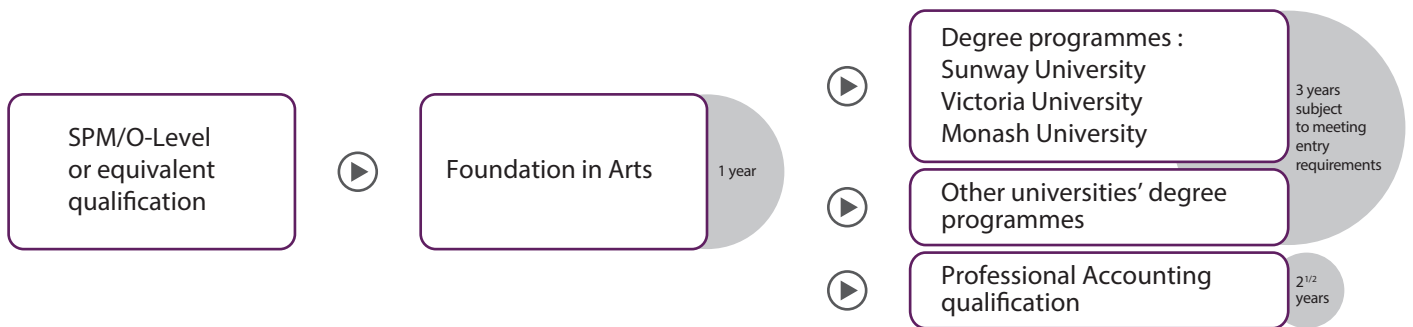 SPM/O-Level
or equivalent
qualification
Foundation in Arts
1 year
Degree programmes :
Sunway University
Victoria University
Monash University
3 years
subject
to meeting
entry
requirements
Other universities’ degree
programmes
Professional Accounting
qualification
2 1/2
years